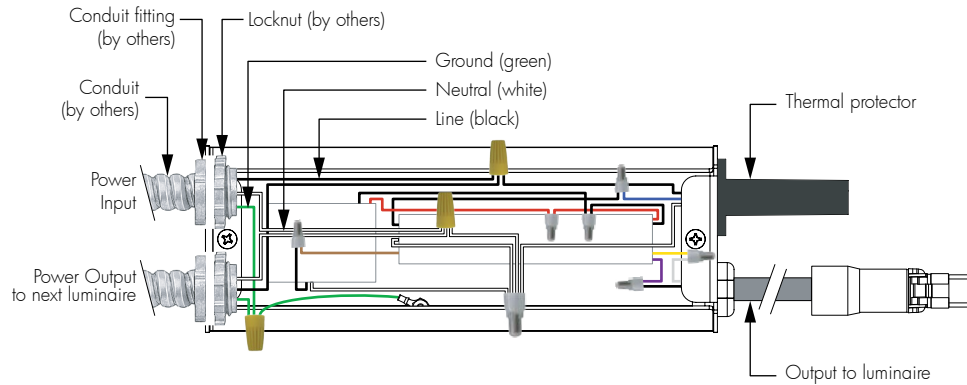 Conduit fitting
(by others)
Locknut (by others)
Conduit
(by others)
Ground (green)
Neutral (white)
Line (black)
Thermal protector
Power
Input
Power Output
to next luminaire
Output to luminaire